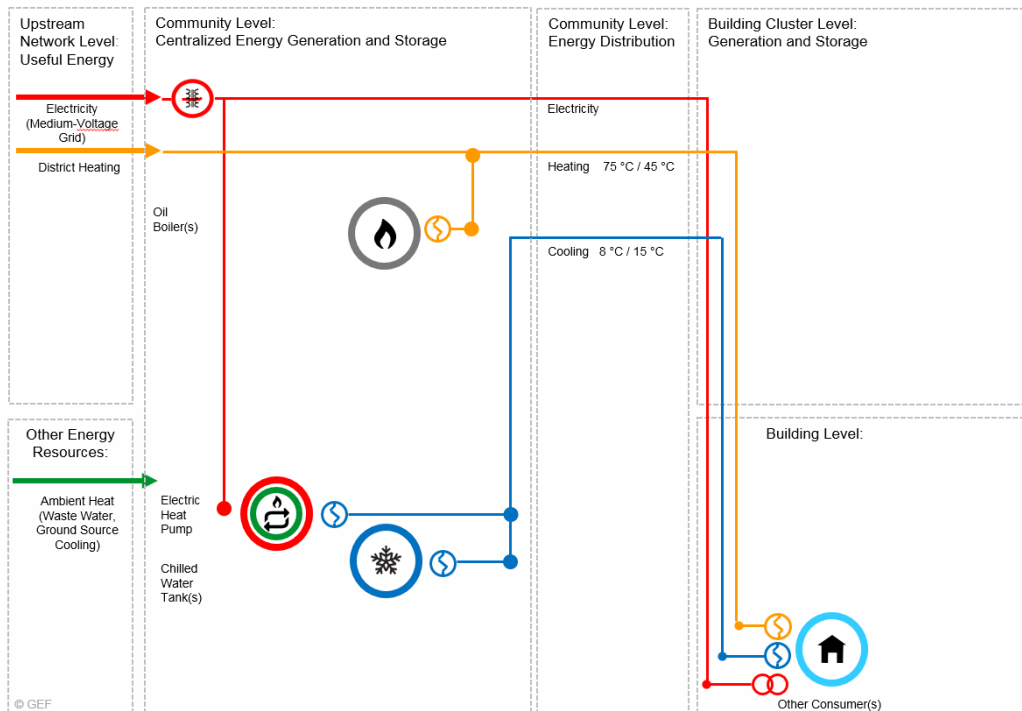 Upstream
Network Level:
Useful Energy
Community Level:
Centralized Energy Generation and Storage
Community Level:
Energy Distribution
Building Cluster Level:
Generation and Storage
Electricity
(Medium-Voltage
Grid)
Electricity
District Heating
Heating 75 °C / 45 °C
Oil
Boiler(s)
Cooling 8 °C / 15 °C
Other Energy
Resources:
Building Level:
Ambient Heat
(Waste Water,
Ground Source
Cooling)
Electric
Heat
Pump
Chilled
Water
Tank(s)
Other Consumer(s)
© GEF